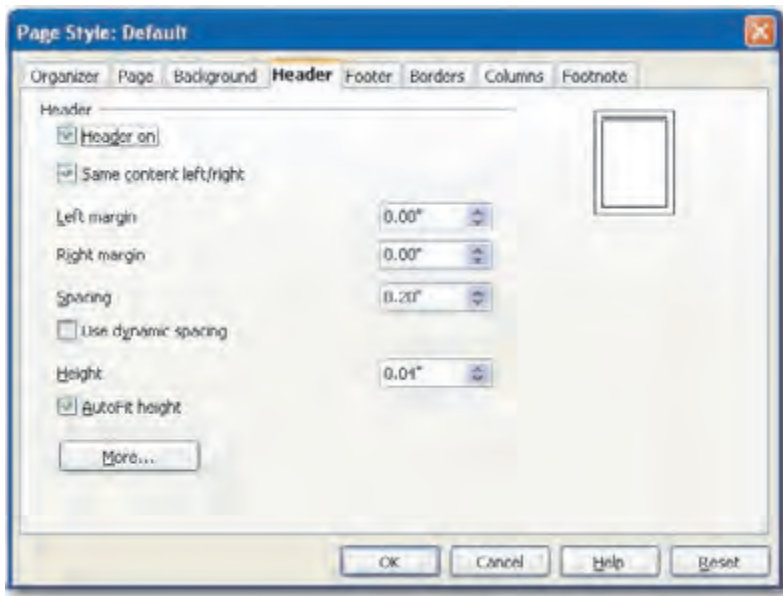 Page Style: Default
Organizer Page Background Header Footer Borders Columns Footnote
Header
Header on
Same content left/right
Left margin 0.00"
Right margin 0.00"
Spacing 0.20"
Use dynamic spacing
Height 0.04"
AutoFit height
More...
OK Cancel Help Reset